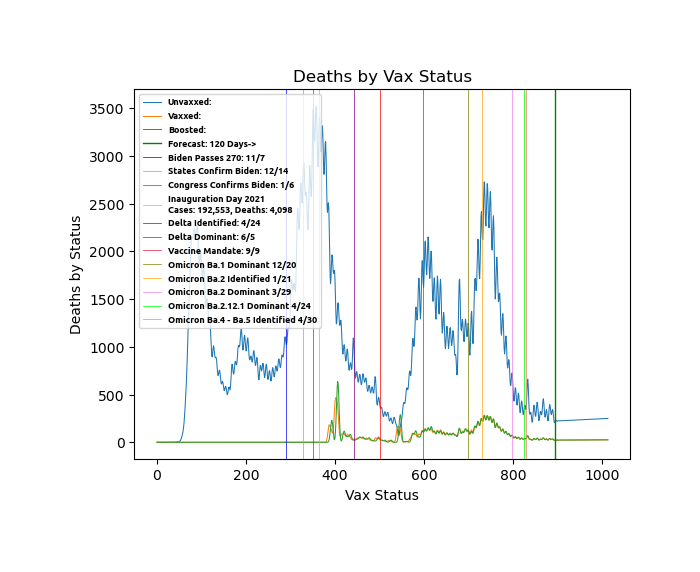 Deaths by Vax Status
Unvaxxed:
Vaxxed:
Boosted:
Forecast: 120 Days->
Biden Passes 270: 11/7
States Confirm Biden: 12/14
Congress Confirms Biden: 1/6
Inauguration Day 2021
Cases: 192,553, Deaths: 4,098
Delta Identified: 4/24
Delta Dominant: 6/5
Vaccine Mandate: 9/9
Omicron Ba.1 Dominant 12/20
Omicron Ba.2 Identified 1/21
Omicron Ba.2 Dominant 3/29
Omicron Ba.2.12.1 Dominant 4/24
Omicron Ba.4 - Ba.5 Identified 4/30
Deaths by Status
3500
3000
2500
2000
1500
1000
500
0
0 200 400 600 800 1000
Vax Status